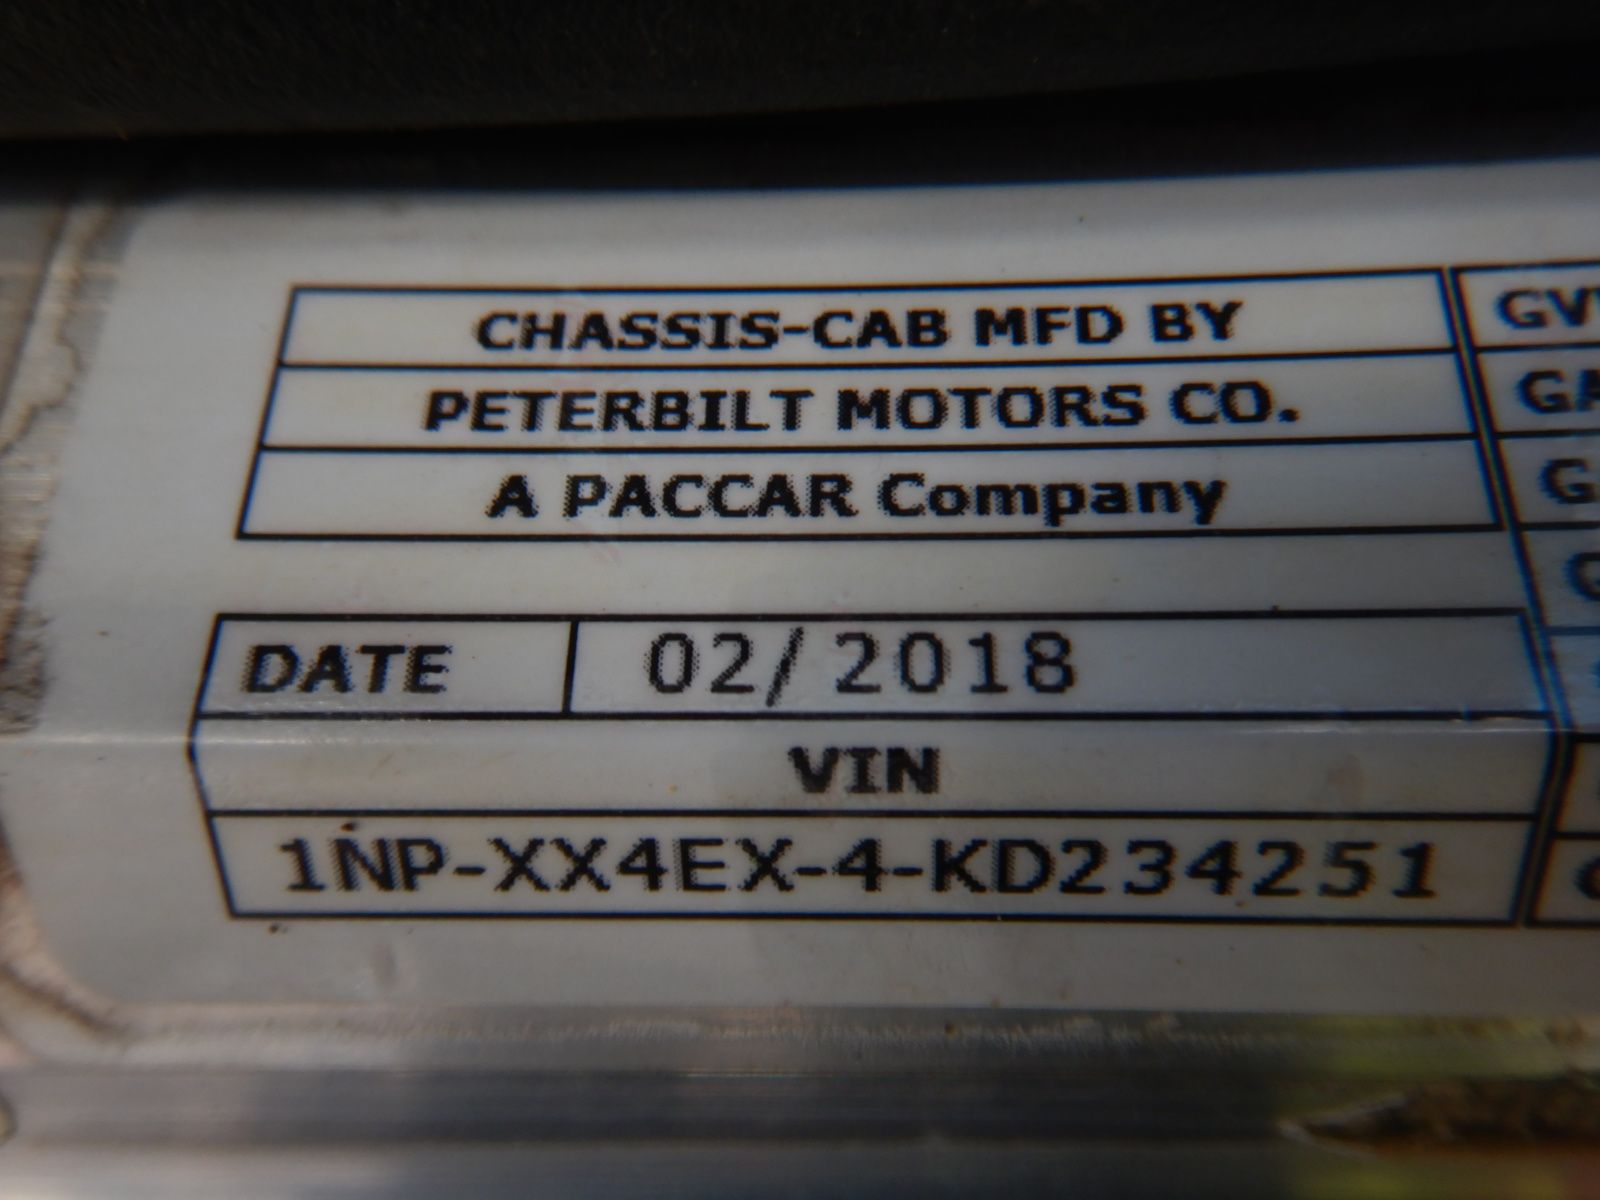 CHASSIS-CAB MFD BY
PETERBILT MOTORS CO.
A PACCAR Company
DATE 02/2018
VIN
1NP-XX4EX-4-KD234251